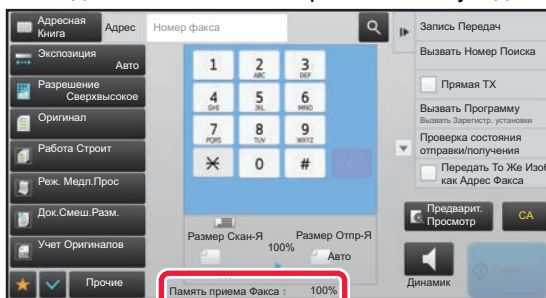 Адресная
Книга
Адрес
Номер факса
Экспозиция
Авто
Разрешение
Сверхвысокое
Оригинал
Работа Строит
Реж. Медл.Прос
Док.Смеш.Разм.
Учет Оригиналов
Прочие
1
2
ABC
3
DEF
4
GHI
5
JKL
6
MNO
7
PQRS
8
TUV
9
WXYZ
0
#
C
Размер Скан-Я
100%
Размер Отпр-Я
Авто
Память приема Факса :
100%
Запись Передач
Вызвать Номер Поиска
Прямая TX
Вызвать Программу
Вызвать Зарегистр. установки
Проверка состояния
отправки/получения
Передать То Же Изоб
как Адрес Факса
Предварит.
Просмотр
CA
Динамик